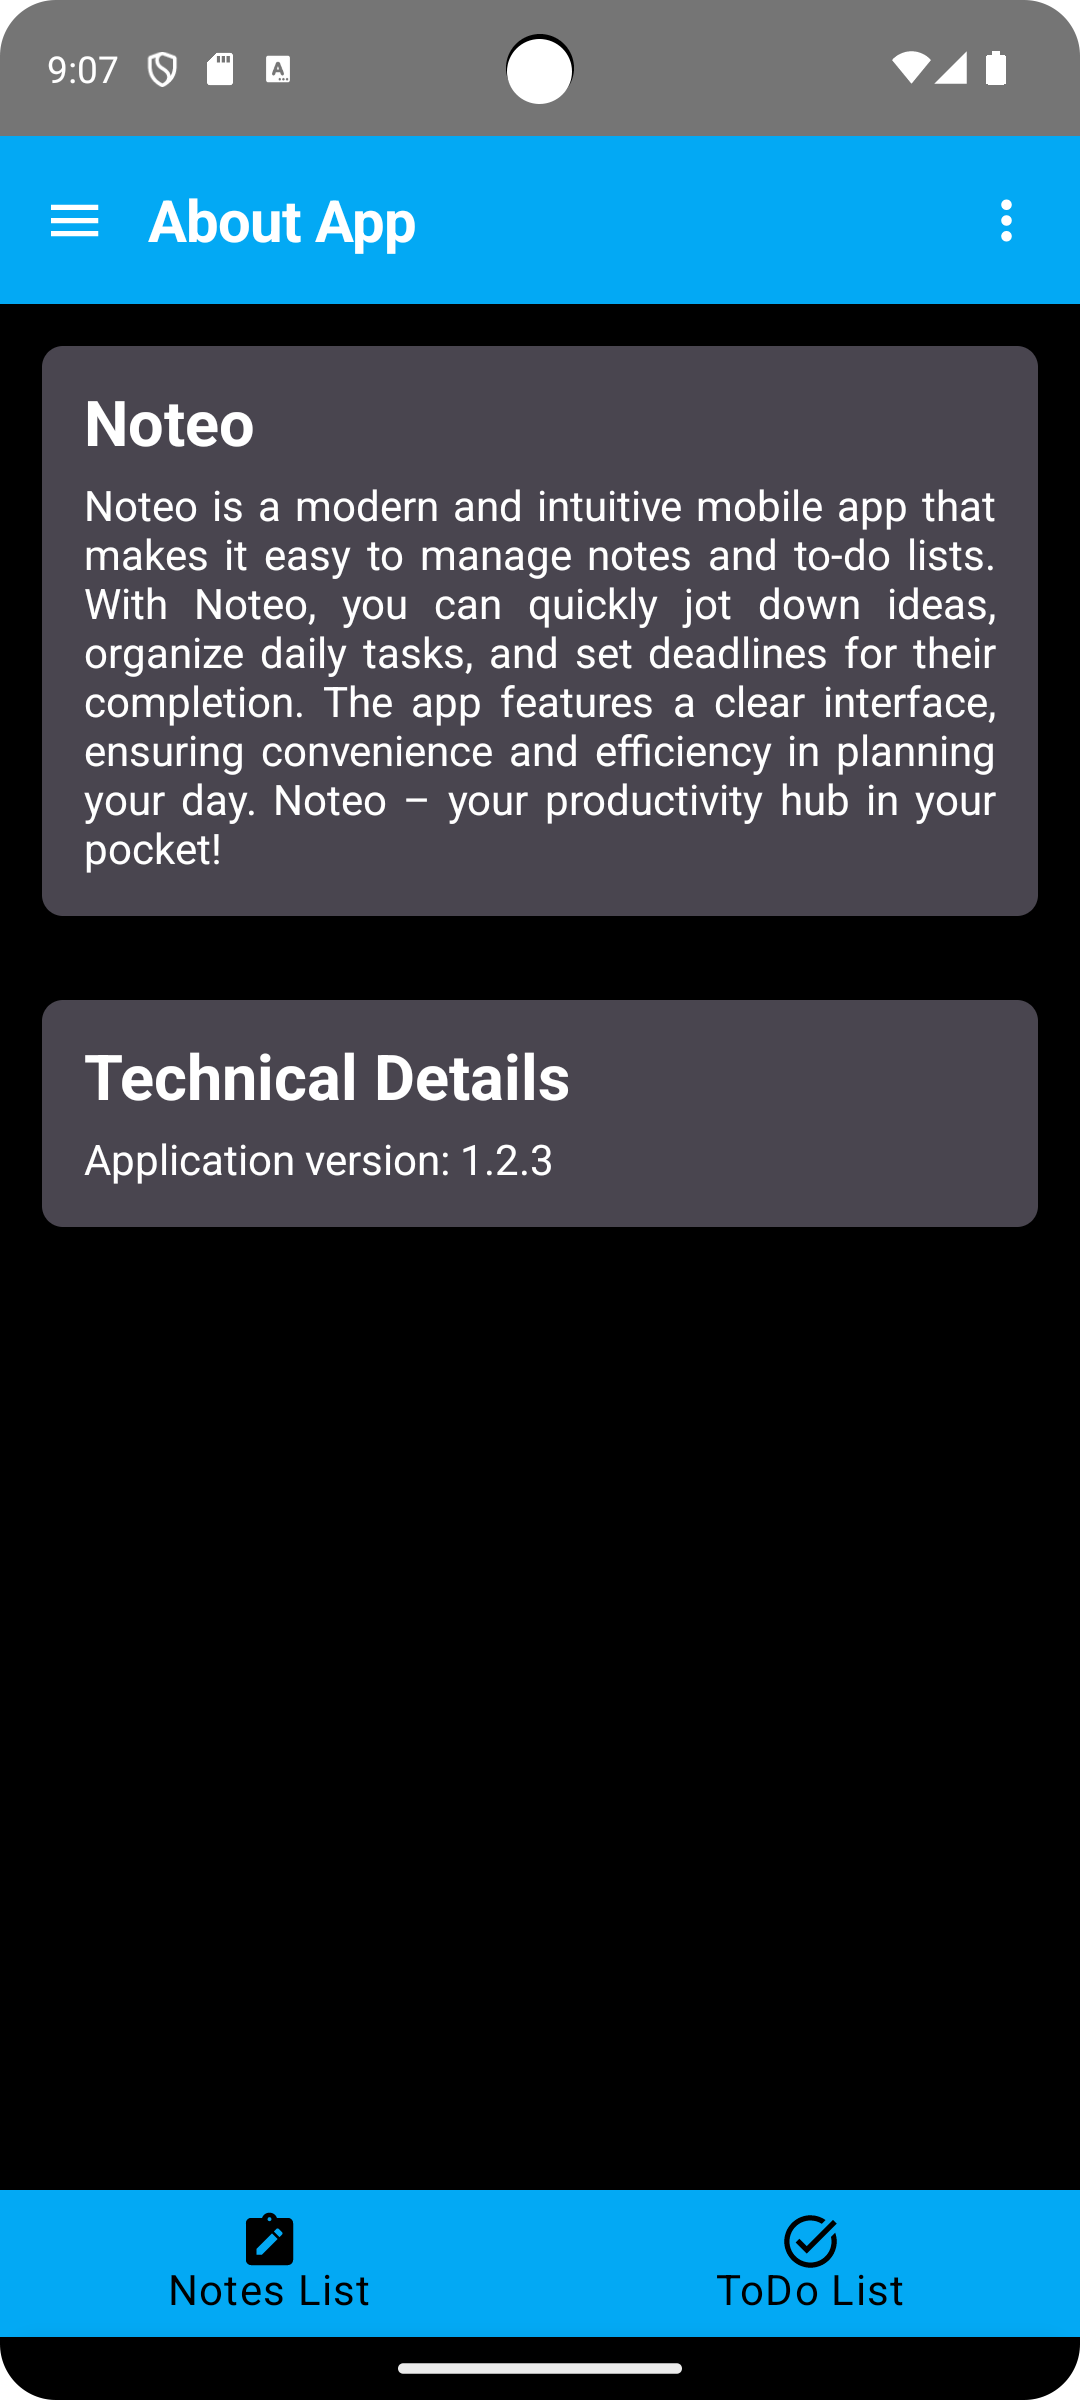 9:07
About App
Noteo
Noteo is a modern and intuitive mobile app that
makes it easy to manage notes and to-do lists.
With Noteo, you can quickly jot down ideas,
organize daily tasks, and set deadlines for their
completion. The app features a clear interface,
ensuring convenience and efficiency in planning
your day. Noteo – your productivity hub in your
pocket!
Technical Details
Application version: 1.2.3
Notes List
ToDo List